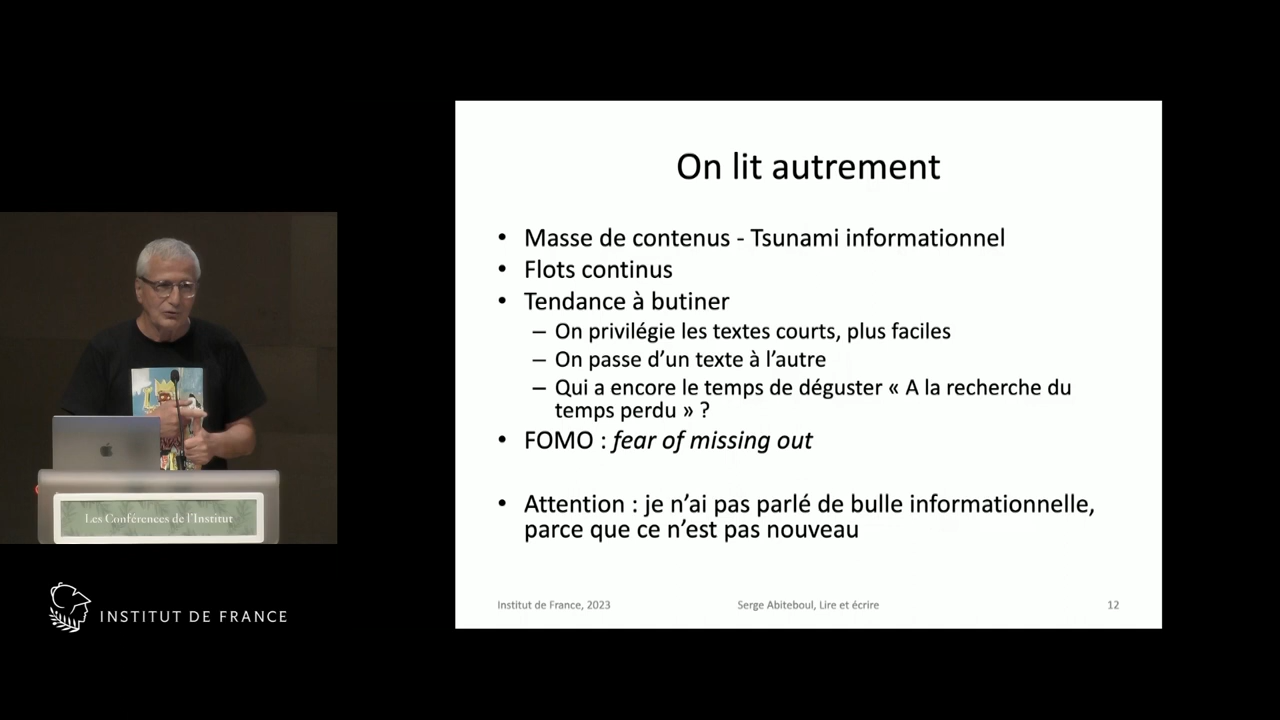 On lit autrement
• Masse de contenus - Tsunami informationnel
• Flots continus
• Tendance à butiner
– On privilégie les textes courts, plus faciles
– On passe d’un texte à l’autre
– Qui a encore le temps de déguster « A la recherche du
temps perdu » ?
• FOMO : fear of missing out
• Attention : je n’ai pas parlé de bulle informationnelle,
parce que ce n’est pas nouveau
Institut de France, 2023
Serge Abiteboul, Lire et écrire
12
Les Conférences de l'Institut
INSTITUT DE FRANCE